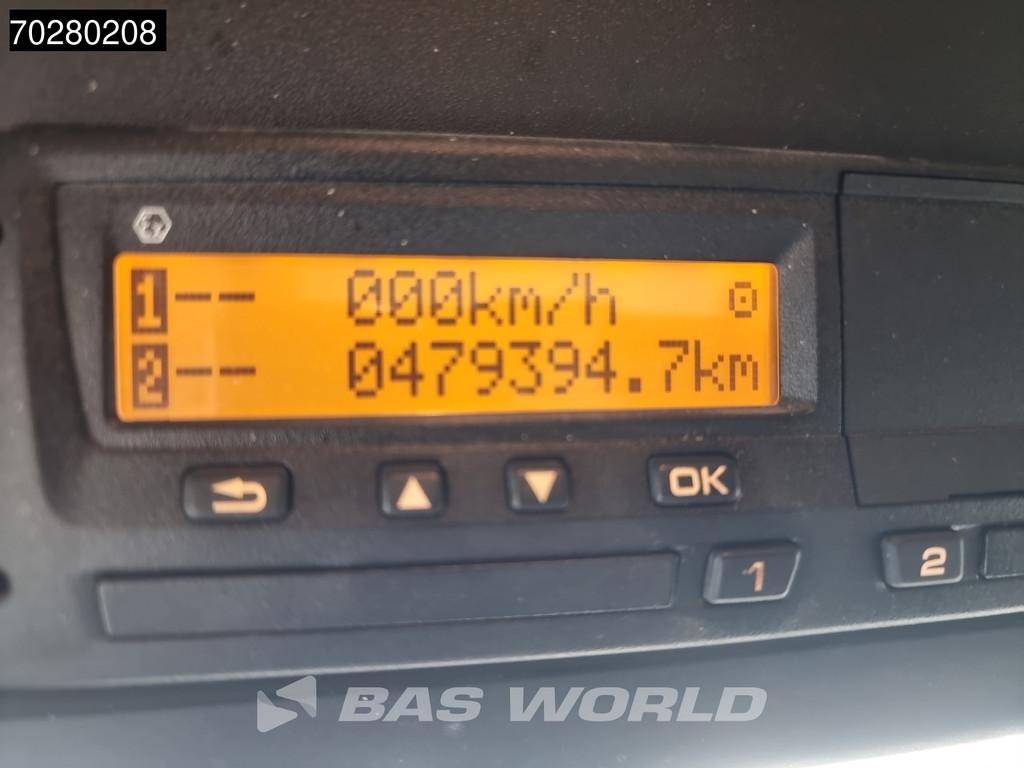 70280208
1-- 000km/h
2-- 0479394.7km
OK
1
2
BAS WORLD